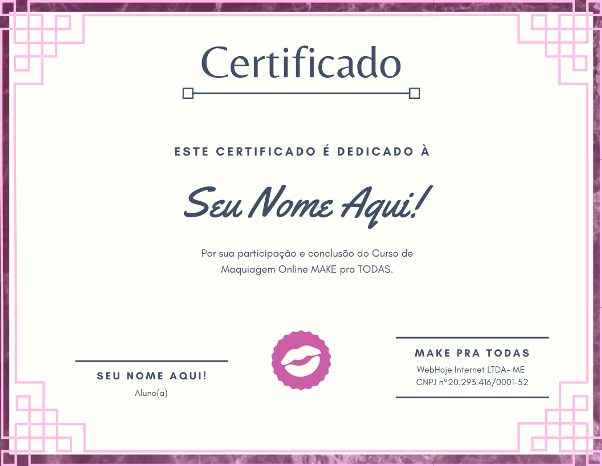 Certificado
ESTE CERTIFICADO É DEDICADO À
Seu Nome Aqui!
Por sua participação e conclusão do Curso de
Maquiagem Online MAKE pra TODAS.
SEU NOME AQUI!
Aluno(a)
MAKE PRA TODAS
WebHoje Internet LTDA- ME
CNPJ nº20.293.416/0001-52